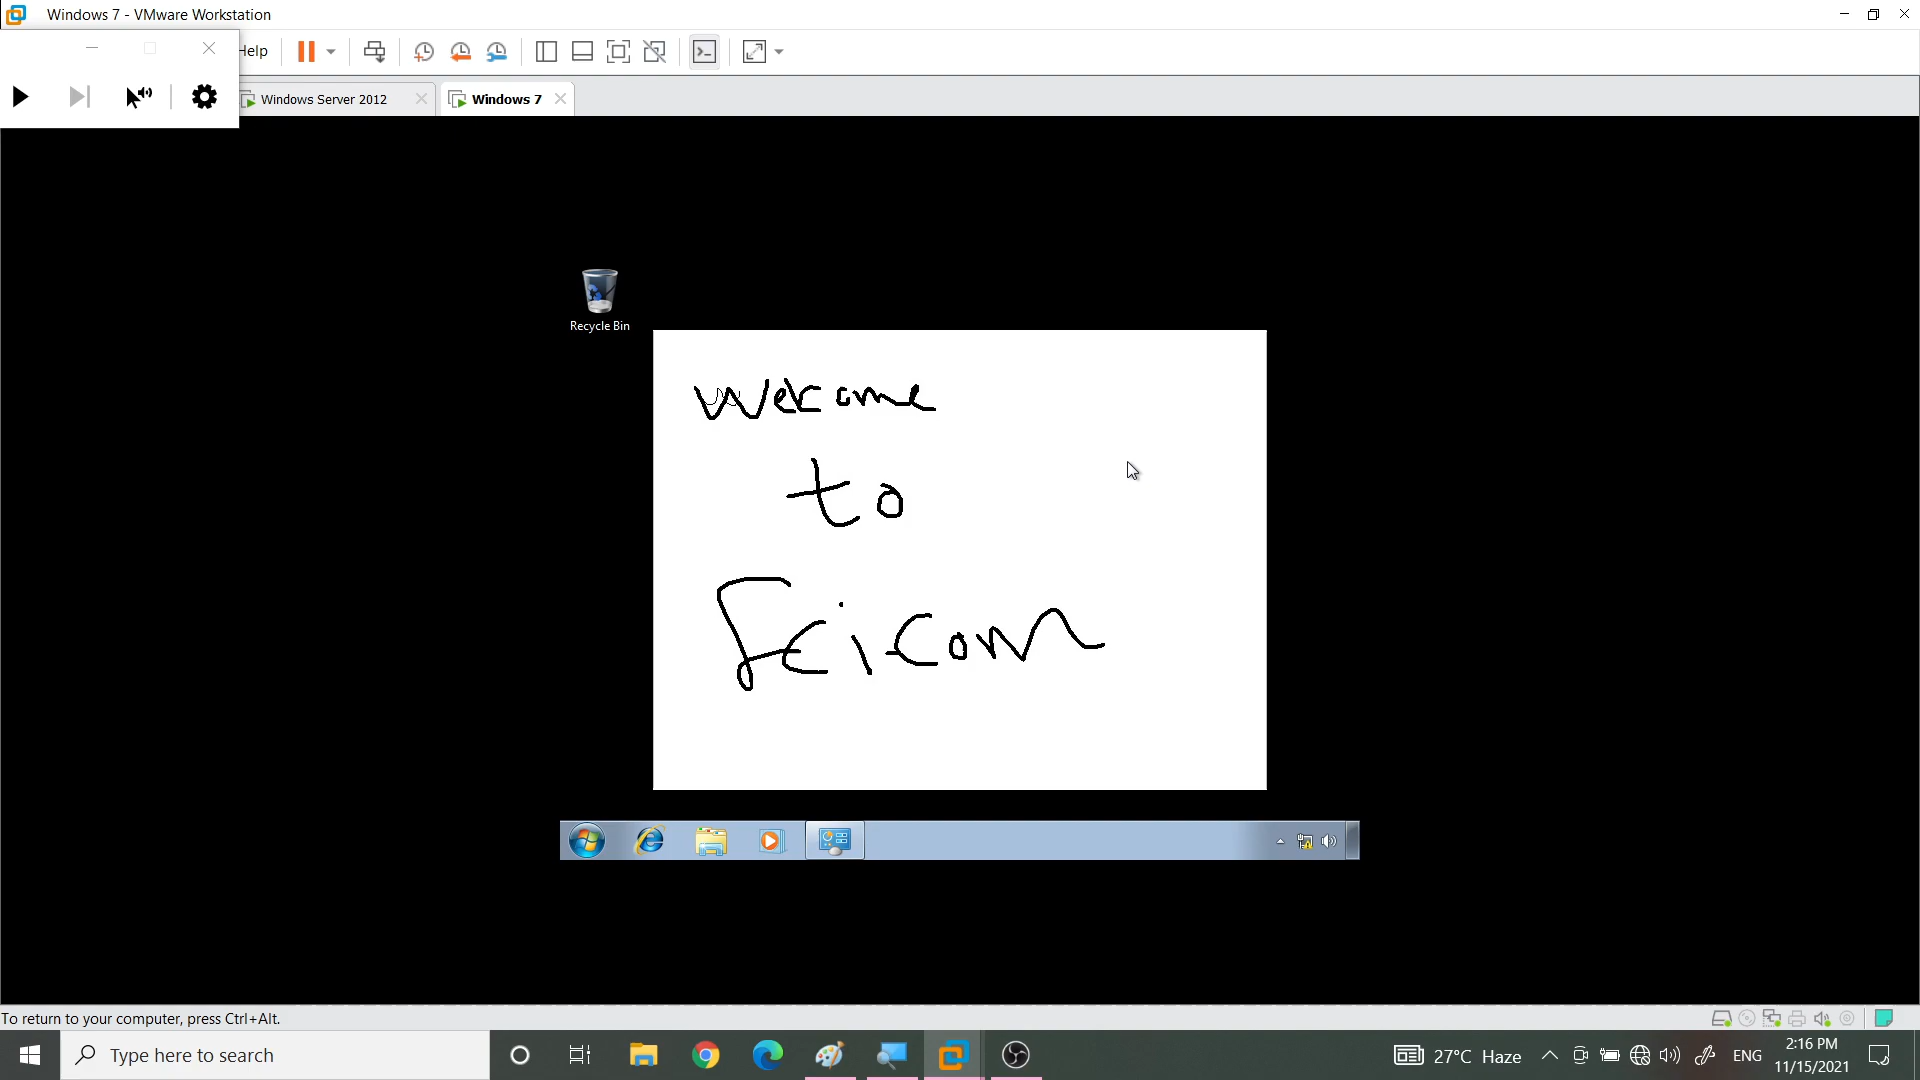 Windows 7 - VMware Workstation
Help
Windows Server 2012
Windows 7
Recycle Bin
Welcome
to
To return to your computer, press Ctrl+Alt.
Type here to search
27°C Haze
ENG
2:16 PM
11/15/2021